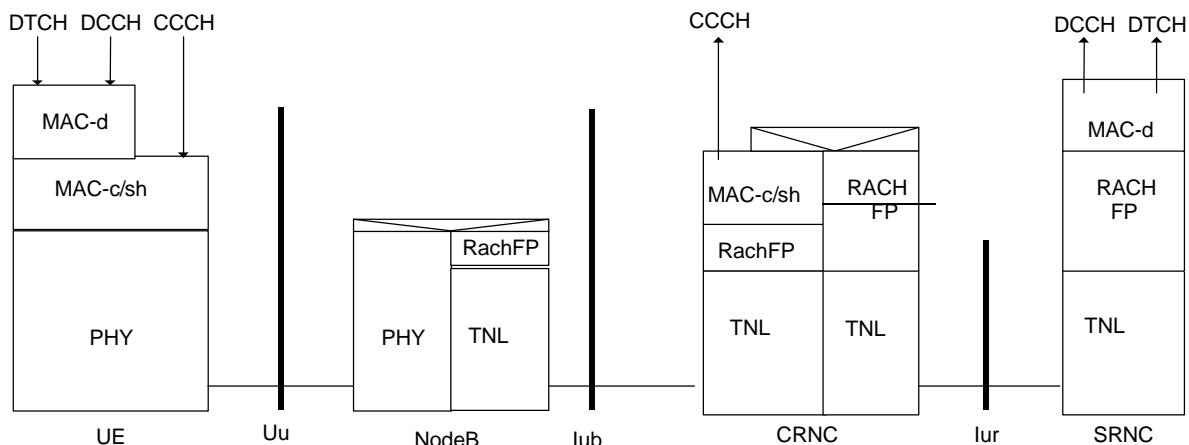 DTCH DCCH CCCH
CCCH
DCCH DTCH
MAC-d
MAC-c/sh
PHY
RachFP
PHY
TNL
MAC-c/sh
RACH
FP
RachFP
TNL
TNL
MAC-d
RACH
FP
TNL
UE
Uu
NodeB
Iub
CRNC
Iur
SRNC